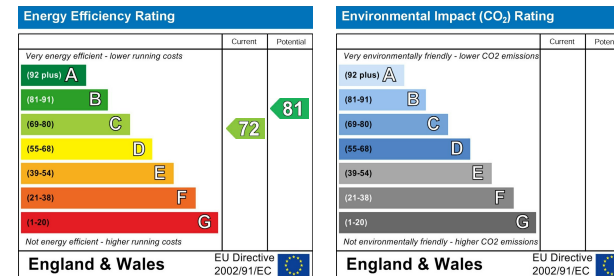 Energy Efficiency Rating
Current
Potential
Very energy efficient - lower running costs
(92 plus) A
(81-91) B
(69-80) C
(55-68) D
(39-54) E
(21-38) F
(1-20) G
72
81
Not energy efficient - higher running costs
England & Wales
EU Directive
2002/91/EC
Environmental Impact (CO₂) Rating
Current
Poten
Very environmentally friendly - lower CO2 emissions
(92 plus) A
(81-91) B
(69-80) C
(55-68) D
(39-54) E
(21-38) F
(1-20) G
Not environmentally friendly - higher CO2 emissions
England & Wales
EU Directive
2002/91/EC